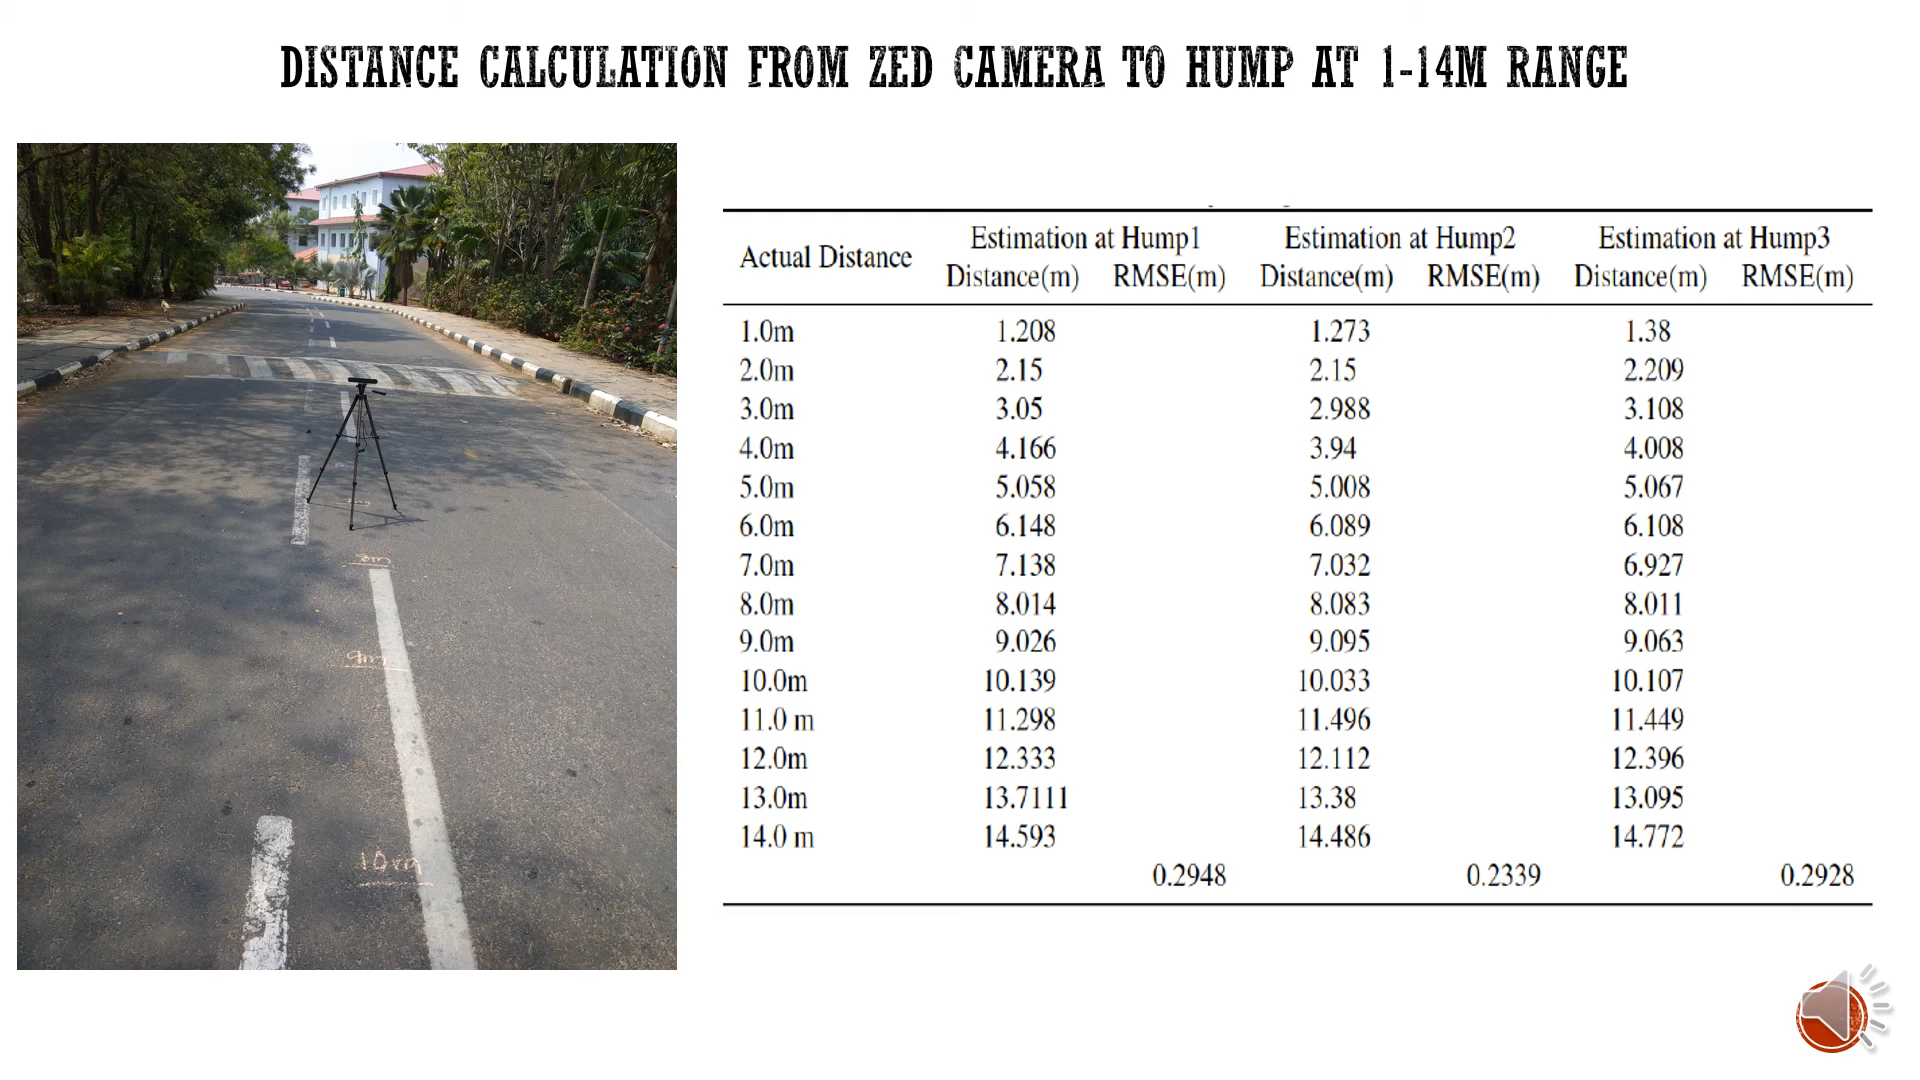 DISTANCE CALCULATION FROM ZED CAMERA TO HUMP AT 1-14M RANGE
Actual Distance Estimation at Hump1 Estimation at Hump2 Estimation at Hump3
Distance(m) RMSE(m) Distance(m) RMSE(m) Distance(m) RMSE(m)
1.0m 1.208 1.273 1.38
2.0m 2.15 2.15 2.209
3.0m 3.05 2.988 3.108
4.0m 4.166 3.94 4.008
5.0m 5.058 5.008 5.067
6.0m 6.148 6.089 6.108
7.0m 7.138 7.032 6.927
8.0m 8.014 8.083 8.011
9.0m 9.026 9.095 9.063
10.0m 10.139 10.033 10.107
11.0 m 11.298 11.496 11.449
12.0m 12.333 12.112 12.396
13.0m 13.7111 13.38 13.095
14.0 m 14.593 14.486 14.772
0.2948 0.2339 0.2928
8m
9m
10m